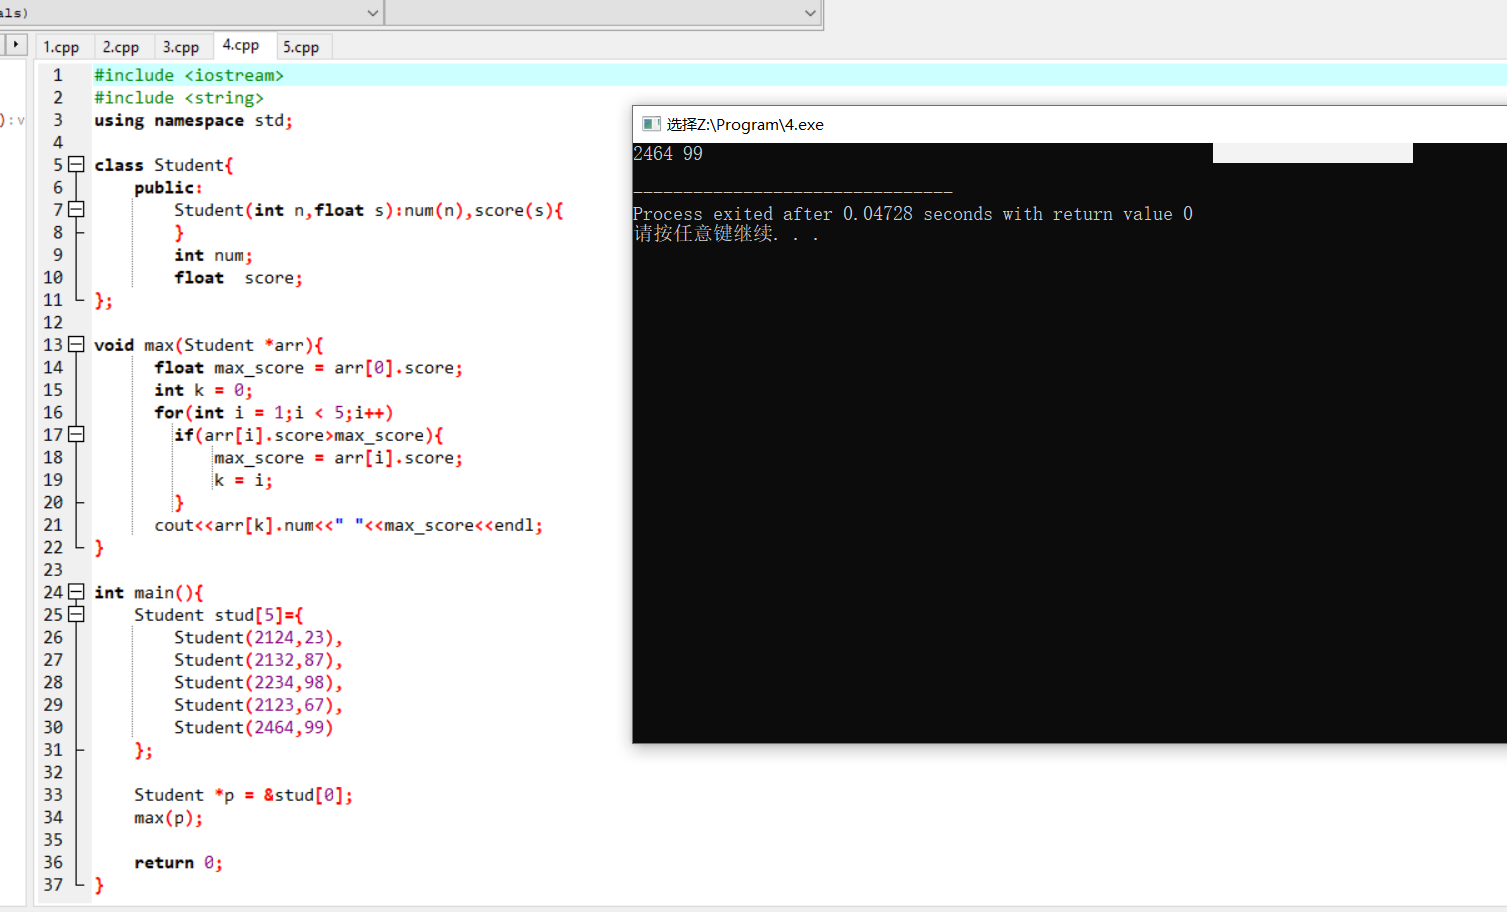 als)
1.cpp 2.cpp 3.cpp 4.cpp 5.cpp
):v
1 #include <iostream>
2 #include <string>
3 using namespace std;
4
5 class Student{
6 public:
7 Student(int n,float s):num(n),score(s){
8 }
9 int num;
10 float  score;
11 };
12
13 void max(Student *arr){
14 float max_score = arr[0].score;
15 int k = 0;
16 for(int i = 1;i < 5;i++)
17 if(arr[i].score>max_score){
18 max_score = arr[i].score;
19 k = i;
20 }
21 cout<<arr[k].num<<" "<<max_score<<endl;
22 }
23
24 int main(){
25 Student stud[5]={
26 Student(2124,23),
27 Student(2132,87),
28 Student(2234,98),
29 Student(2123,67),
30 Student(2464,99)
31 };
32
33 Student *p = &stud[0];
34 max(p);
35
36 return 0;
37 }
选择Z:\Program\4.exe
2464 99
--------------------------------
Process exited after 0.04728 seconds with return value 0
请按任意键继续. . .